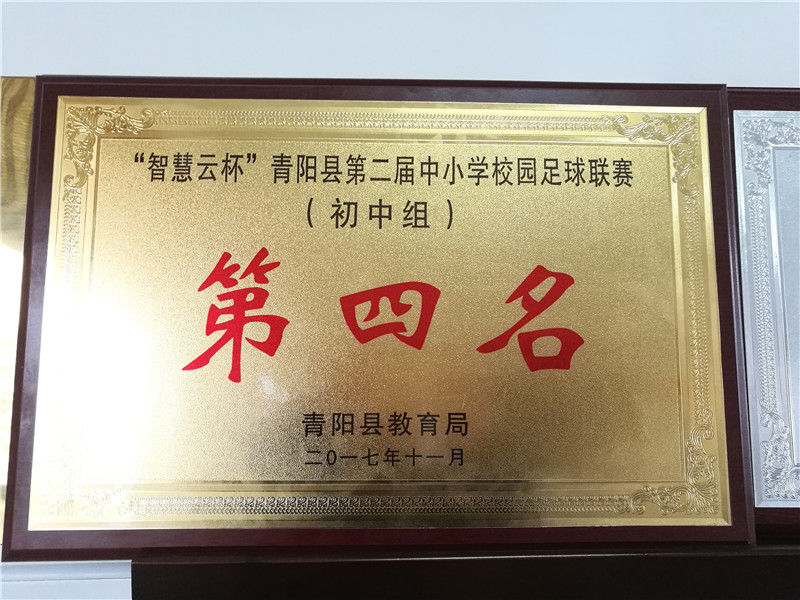 “智慧云杯”青阳县第二届中小学校园足球联赛
（初中组）
第四名
青阳县教育局
二〇一七年十一月